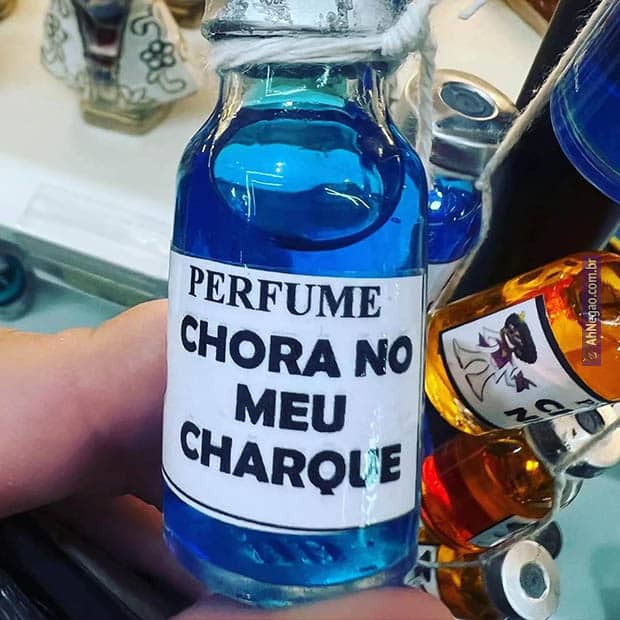 PERFUME
CHORA NO
MEU
CHARQUE
AhNegao.com.br